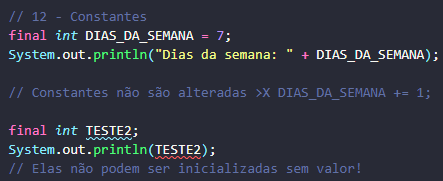 // 12 - Constantes
final int DIAS_DA_SEMANA = 7;
System.out.println("Dias da semana: " + DIAS_DA_SEMANA);
// Constantes não são alteradas >X DIAS_DA_SEMANA += 1;
final int TESTE2;
System.out.println(TESTE2);
// Elas não podem ser inicializadas sem valor!